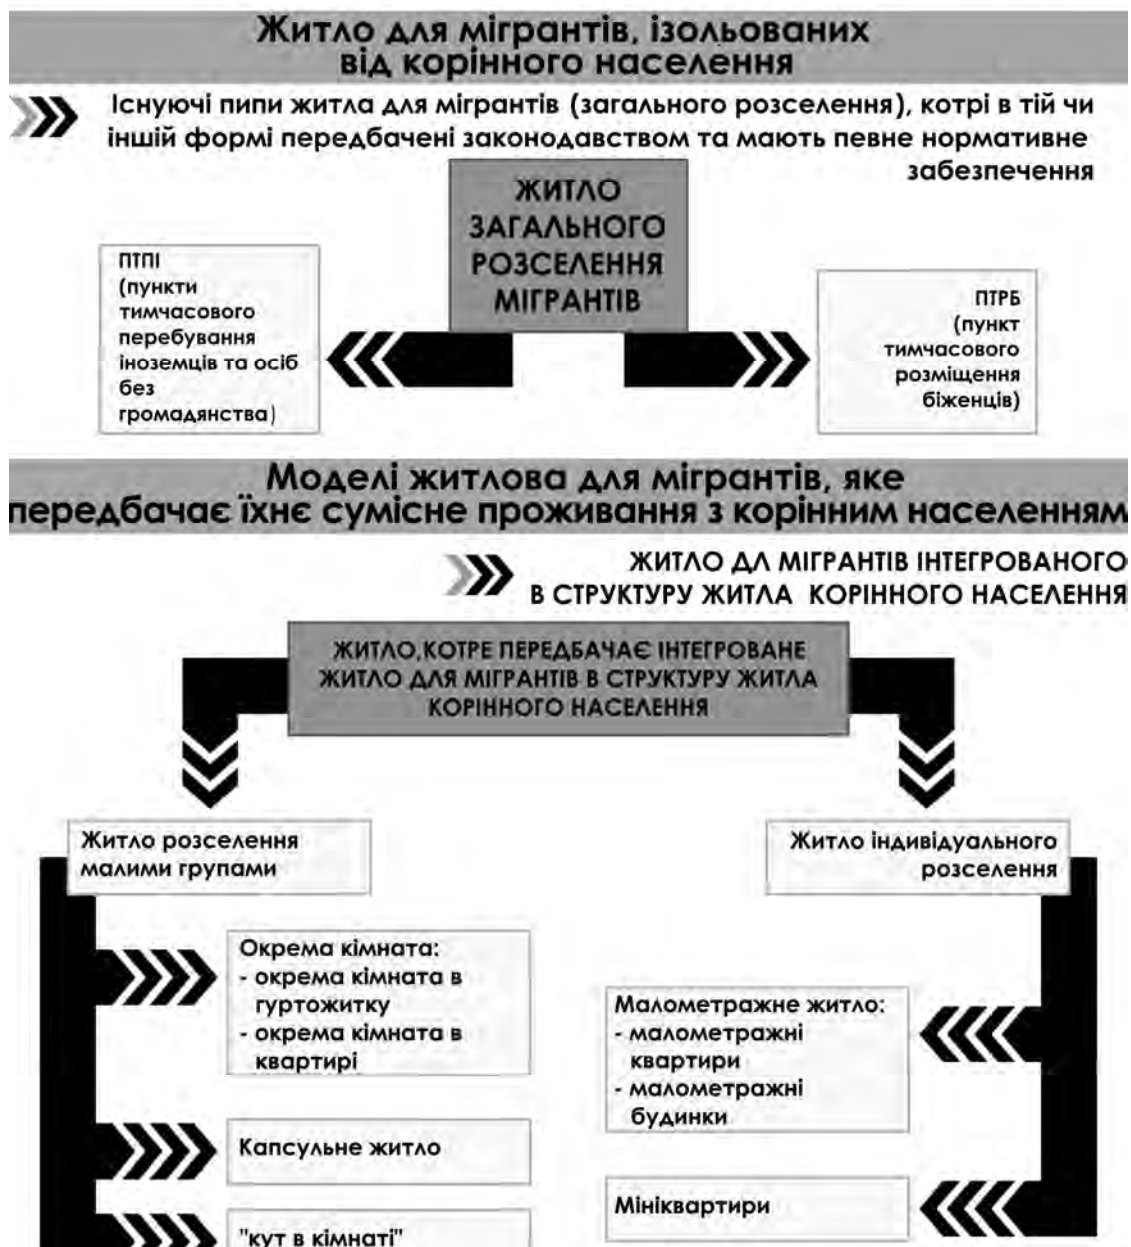 Житло для мігрантів, ізольованих
від корінного населення
Існуючі пипи житла для мігрантів (загального розселення), котрі в тій чи
іншій формі передбачені законодавством та мають певне нормативне
забезпечення
ЖИТЛО
ЗАГАЛЬНОГО
РОЗСЕЛЕННЯ
МІГРАНТІВ
ПТПІ
(пункти
тимчасового
перебування
іноземців та осіб
без
громадянства)
ПТРБ
(пункт
тимчасового
розміщення
біженців)
Моделі житлова для мігрантів, яке
передбачає їхнє сумісне проживання з корінним населенням
ЖИТЛО ДЛ МІГРАНТІВ ІНТЕГРОВАНОГО
В СТРУКТУРУ ЖИТЛА КОРІННОГО НАСЕЛЕННЯ
ЖИТЛО,КОТРЕ ПЕРЕДБАЧАЄ ІНТЕГРОВАНЕ
ЖИТЛО ДЛЯ МІГРАНТІВ В СТРУКТУРУ ЖИТЛА
КОРІННОГО НАСЕЛЕННЯ
Житло розселення
малими групами
Окрема кімната:
- окрема кімната в
гуртожитку
- окрема кімната в
квартирі
Капсульне житло
"кут в кімнаті"
Житло індивідуального
розселення
Малометражне житло:
- малометражні
квартири
- малометражні
будинки
Мініквартири